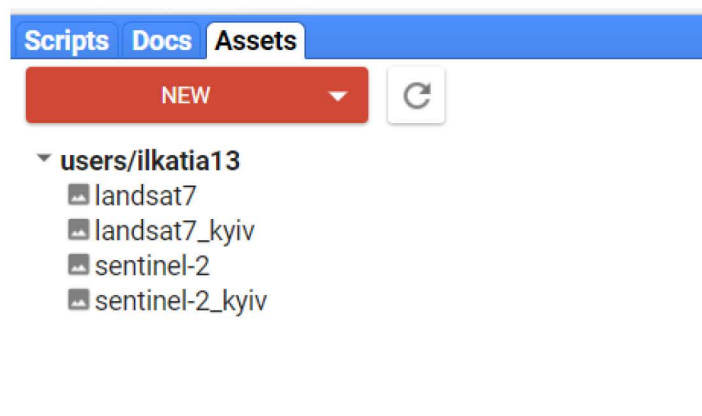 Scripts Docs Assets
NEW
users/ilkatia13
landsat7
landsat7_kyiv
sentinel-2
sentinel-2_kyiv